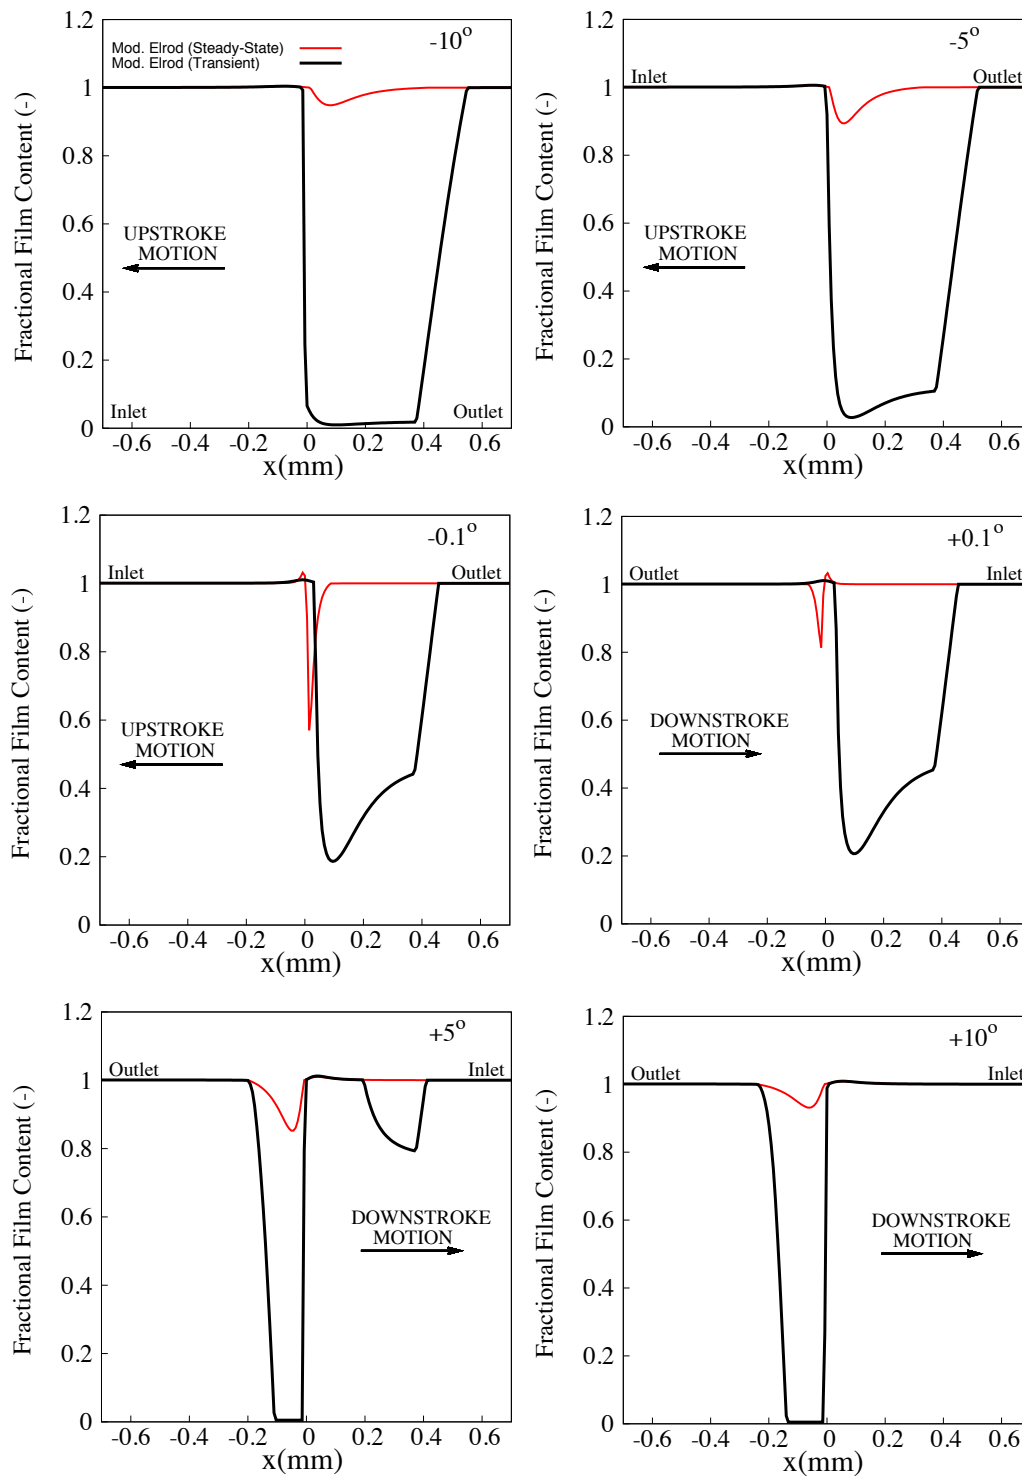 1.2
1
0.8
0.6
0.4
0.2
0
Fractional Film Content (-)
Mod. Elrod (Steady-State)
Mod. Elrod (Transient)
-10°
UPSTROKE
MOTION
Inlet
Outlet
-0.6 -0.4 -0.2 0 0.2 0.4 0.6
x(mm)
1.2
1
0.8
0.6
0.4
0.2
0
Fractional Film Content (-)
-5°
Inlet
Outlet
UPSTROKE
MOTION
-0.6 -0.4 -0.2 0 0.2 0.4 0.6
x(mm)
1.2
1
0.8
0.6
0.4
0.2
0
Fractional Film Content (-)
-0.1°
Inlet
Outlet
UPSTROKE
MOTION
-0.6 -0.4 -0.2 0 0.2 0.4 0.6
x(mm)
1.2
1
0.8
0.6
0.4
0.2
0
Fractional Film Content (-)
+0.1°
Outlet
Inlet
DOWNSTROKE
MOTION
-0.6 -0.4 -0.2 0 0.2 0.4 0.6
x(mm)
1.2
1
0.8
0.6
0.4
0.2
0
Fractional Film Content (-)
+5°
Outlet
Inlet
DOWNSTROKE
MOTION
-0.6 -0.4 -0.2 0 0.2 0.4 0.6
x(mm)
1.2
1
0.8
0.6
0.4
0.2
0
Fractional Film Content (-)
+10°
Outlet
Inlet
DOWNSTROKE
MOTION
-0.6 -0.4 -0.2 0 0.2 0.4 0.6
x(mm)